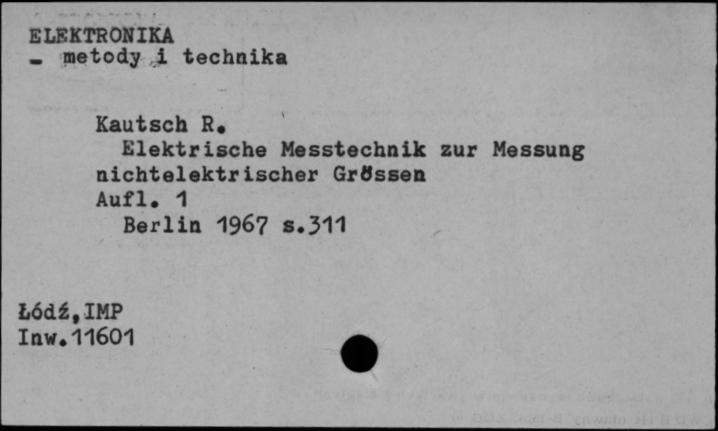 ELEKTRONIKA
- metody i technika
Kautsch R.
Elektrische Messtechnik zur Messung
nichtelektrischer Grössen
Aufl. 1
Berlin 1967 s.311
Łódź,IMP
Inw.11601